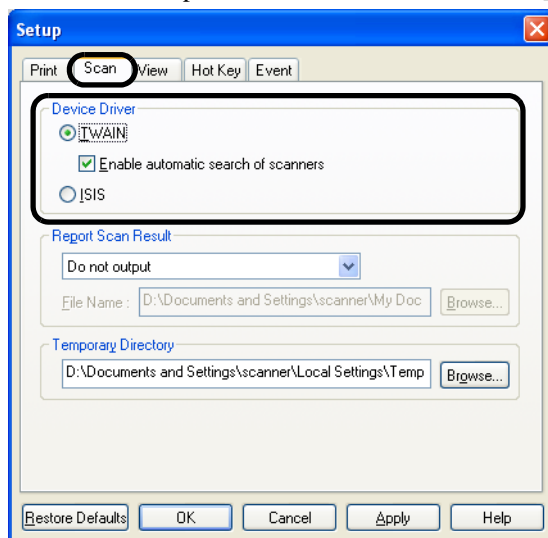 Setup
Print Scan View Hot Key Event
Device Driver
TWAIN
Enable automatic search of scanners
ISIS
Report Scan Result
Do not output
File Name : D:\Documents and Settings\scanner\My Doc Browse...
Temporary Directory
D:\Documents and Settings\scanner\Local Settings\Temp Browse...
Restore Defaults OK Cancel Apply Help